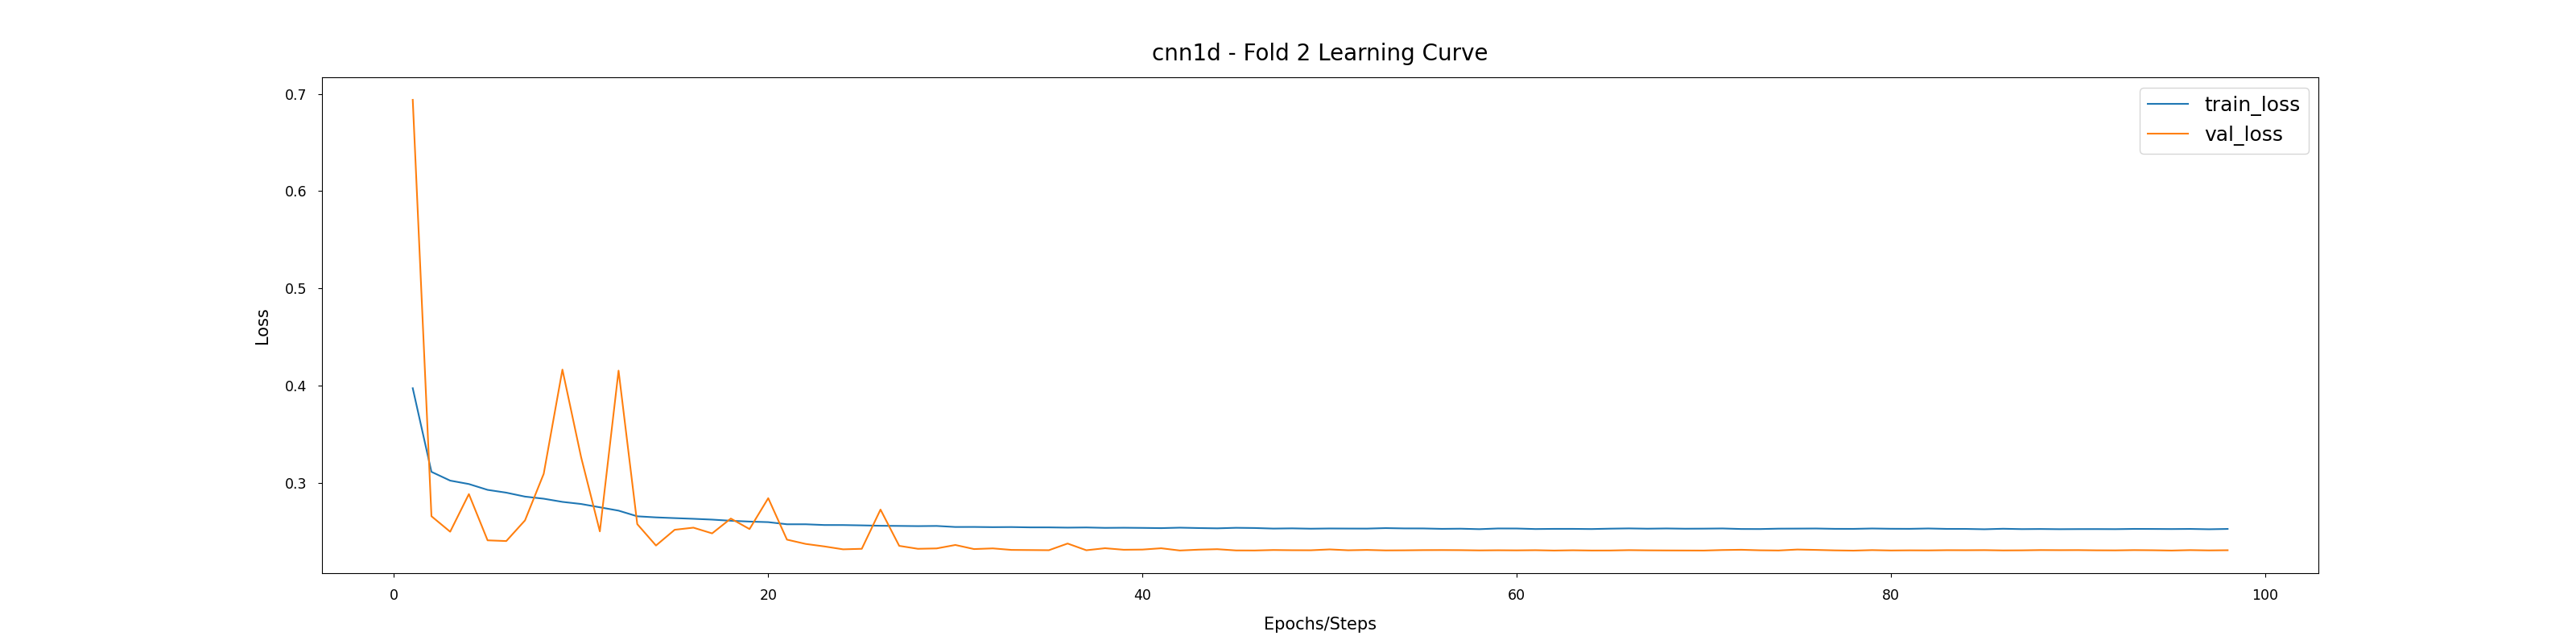 cnn1d - Fold 2 Learning Curve
train_loss
val_loss
0.7
0.6
0.5
0.4
0.3
Loss
0 20 40 60 80 100
Epochs/Steps